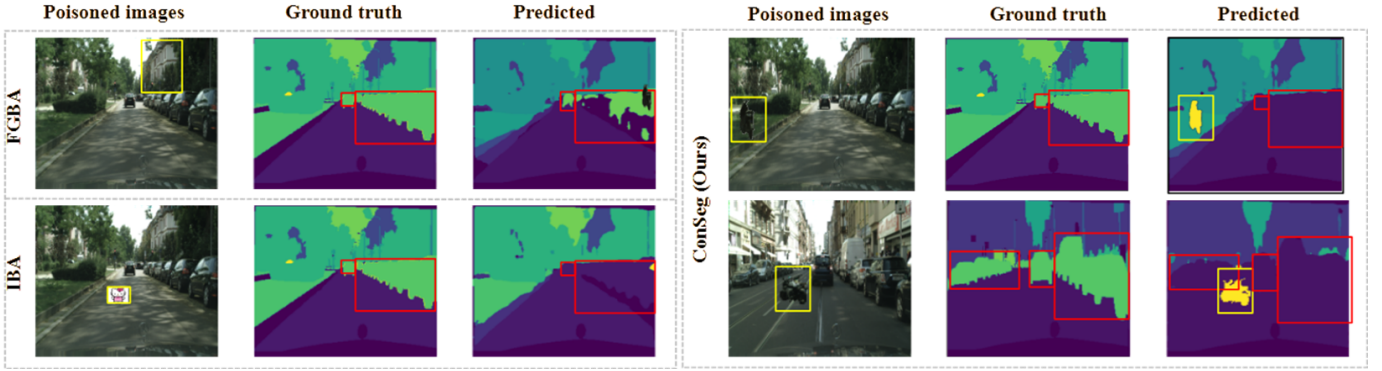 Poisoned images Ground truth Predicted
FGBA
IBA
Poisoned images Ground truth Predicted
ConSeg (Ours)